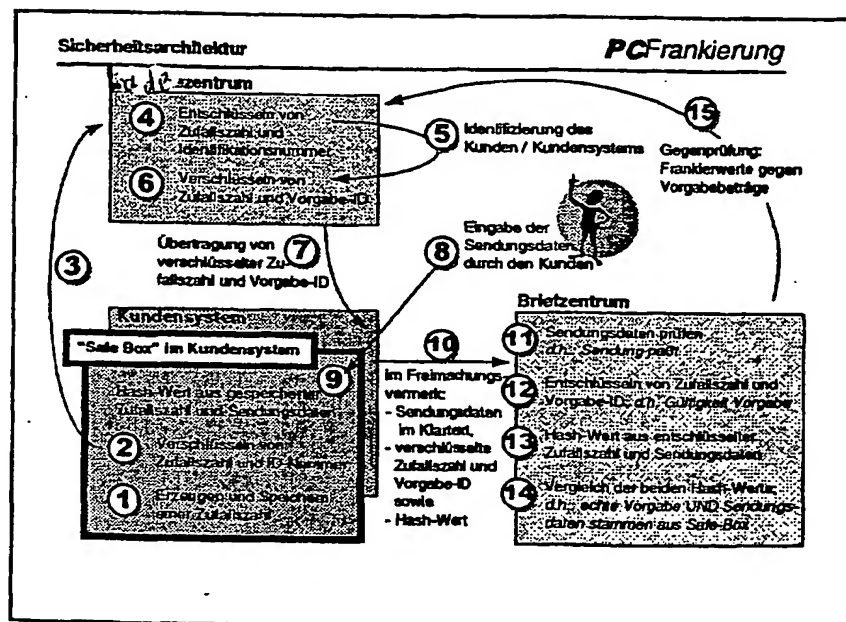 Sicherheitsarchitektur
PCFrankierung
zentrum
4 Entschlüsseln von
Zufallszahl und
Identifikationsnummer
5 Identifizierung des
Kunden / Kundensystems
6 Verschlüsseln von
Zufallszahl und Vorgabe-ID
15
Gegenprüfung:
Frankierwerte gegen
Vorgabebeträge
3
Übertragung von
verschlüsselter Zu-
fallszahl und Vorgabe-ID
7
8 Eingabe der
Sendungsdaten
durch den Kunden
Kundensystem
"Safe Box" im Kundensystem
9
Hash-Wert aus gespeicherter
Zufallszahl und Sendungsdaten
2 Verschlüsseln von
Zufallszahl und ID-Nummer
1 Erzeugen und Speichern
einer Zufallszahl
10
im Freimachungs-
vermerk:
- Sendungsdaten
im Klartext,
- verschlüsselte
Zufallszahl und
Vorgabe-ID
sowie
- Hash-Wert
Briefzentrum
11 Sendungsdaten prüfen
d.h.: Sendung paßt
12 Entschlüsseln von Zufallszahl und
Vorgabe-ID; d.h. Gültigkeit Vorgabe
13 Hash-Wert aus entschlüsselter
Zufallszahl und Sendungsdaten
14 Vergleich der beiden Hash-Werte;
d.h.: echte Vorgabe UND Sendungs-
daten stammen aus Safe-Box